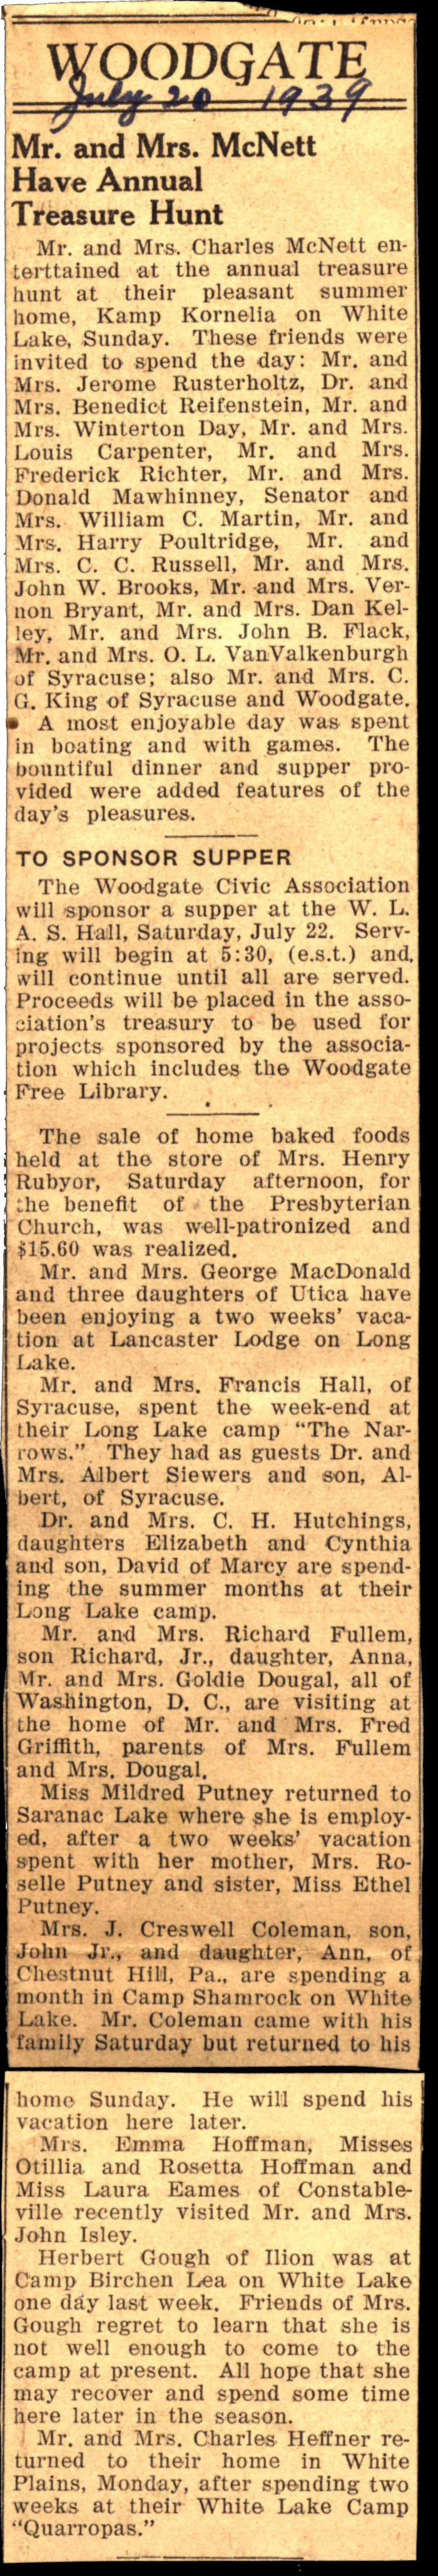 WOODGATE
July 20 1939
Mr. and Mrs. McNett
Have Annual
Treasure Hunt
Mr. and Mrs. Charles McNett en-
terttained at the annual treasure
hunt at their pleasant summer
home, Kamp Kornelia on White
Lake, Sunday. These friends were
invited to spend the day: Mr. and
Mrs. Jerome Rusterholtz, Dr. and
Mrs. Benedict Reifenstein, Mr. and
Mrs. Winterton Day, Mr. and Mrs.
Louis Carpenter, Mr. and Mrs.
Frederick Richter, Mr. and Mrs.
Donald Mawhinney, Senator and
Mrs. William C. Martin, Mr. and
Mrs. Harry Poultridge, Mr. and
Mrs. C. C. Russell, Mr. and Mrs.
John W. Brooks, Mr. and Mrs. Ver-
non Bryant, Mr. and Mrs. Dan Kel-
ley, Mr. and Mrs. John B. Flack,
Mr. and Mrs. O. L. VanValkenburgh
of Syracuse; also Mr. and Mrs. C.
G. King of Syracuse and Woodgate.
A most enjoyable day was spent
in boating and with games. The
bountiful dinner and supper pro-
vided were added features of the
day's pleasures.
TO SPONSOR SUPPER
The Woodgate Civic Association
will sponsor a supper at the W. L.
A. S. Hall, Saturday, July 22. Serv-
ing will begin at 5:30, (e.s.t.) and
will continue until all are served.
Proceeds will be placed in the asso-
ciation's treasury to be used for
projects sponsored by the associa-
tion which includes the Woodgate
Free Library.
The sale of home baked foods
held at the store of Mrs. Henry
Rubyor, Saturday afternoon, for
the benefit of the Presbyterian
Church, was well-patronized and
$15.60 was realized.
Mr. and Mrs. George MacDonald
and three daughters of Utica have
been enjoying a two weeks' vaca-
tion at Lancaster Lodge on Long
Lake.
Mr. and Mrs. Francis Hall, of
Syracuse, spent the week-end at
their Long Lake camp "The Nar-
rows." They had as guests Dr. and
Mrs. Albert Siewers and son, Al-
bert, of Syracuse.
Dr. and Mrs. C. H. Hutchings,
daughters Elizabeth and Cynthia
and son, David of Marcy are spend-
ing the summer months at their
Long Lake camp.
Mr. and Mrs. Richard Fullem,
son Richard, Jr., daughter, Anna,
Mr. and Mrs. Goldie Dougal, all of
Washington, D. C., are visiting at
the home of Mr. and Mrs. Fred
Griffith, parents of Mrs. Fullem
and Mrs. Dougal.
Miss Mildred Putney returned to
Saranac Lake where she is employ-
ed, after a two weeks' vacation
spent with her mother, Mrs. Ro-
selle Putney and sister, Miss Ethel
Putney.
Mrs. J. Creswell Coleman, son,
John Jr., and daughter, Ann, of
Chestnut Hill, Pa., are spending a
month in Camp Shamrock on White
Lake. Mr. Coleman came with his
family Saturday but returned to his
home Sunday. He will spend his
vacation here later.
Mrs. Emma Hoffman, Misses
Otillia and Rosetta Hoffman and
Miss Laura Eames of Constable-
ville recently visited Mr. and Mrs.
John Isley.
Herbert Gough of Ilion was at
Camp Birchen Lea on White Lake
one day last week. Friends of Mrs.
Gough regret to learn that she is
not well enough to come to the
camp at present. All hope that she
may recover and spend some time
here later in the season.
Mr. and Mrs. Charles Heffner re-
turned to their home in White
Plains, Monday, after spending two
weeks at their White Lake Camp
"Quarropas."